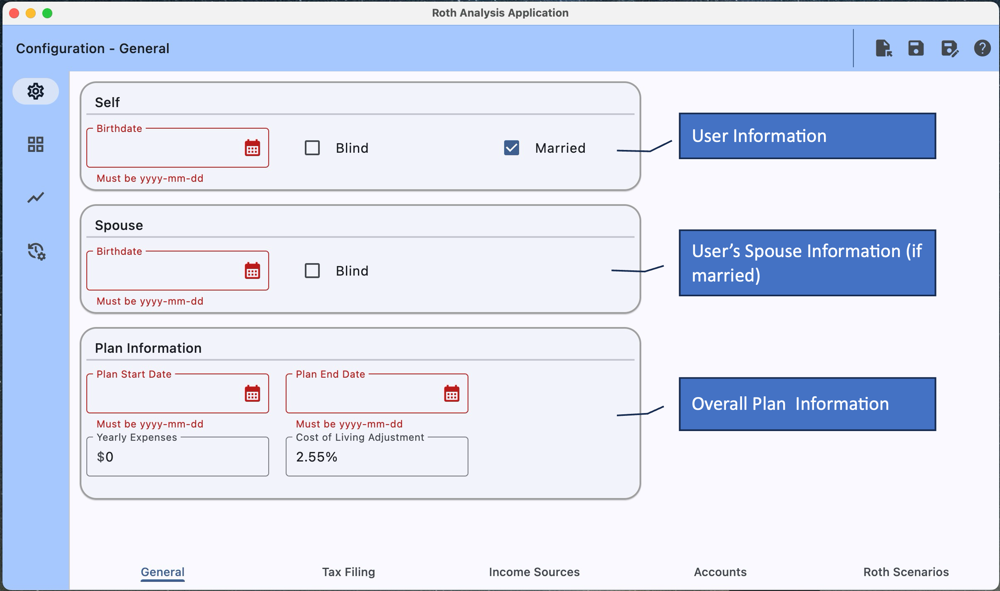 Roth Analysis Application
Configuration - General
Self
Birthdate
Blind
Married
Must be yyyy-mm-dd
User Information
Spouse
Birthdate
Blind
Must be yyyy-mm-dd
User’s Spouse Information (if
married)
Plan Information
Plan Start Date
Plan End Date
Must be yyyy-mm-dd
Must be yyyy-mm-dd
Yearly Expenses
Cost of Living Adjustment
$0
2.55%
Overall Plan  Information
General
Tax Filing
Income Sources
Accounts
Roth Scenarios